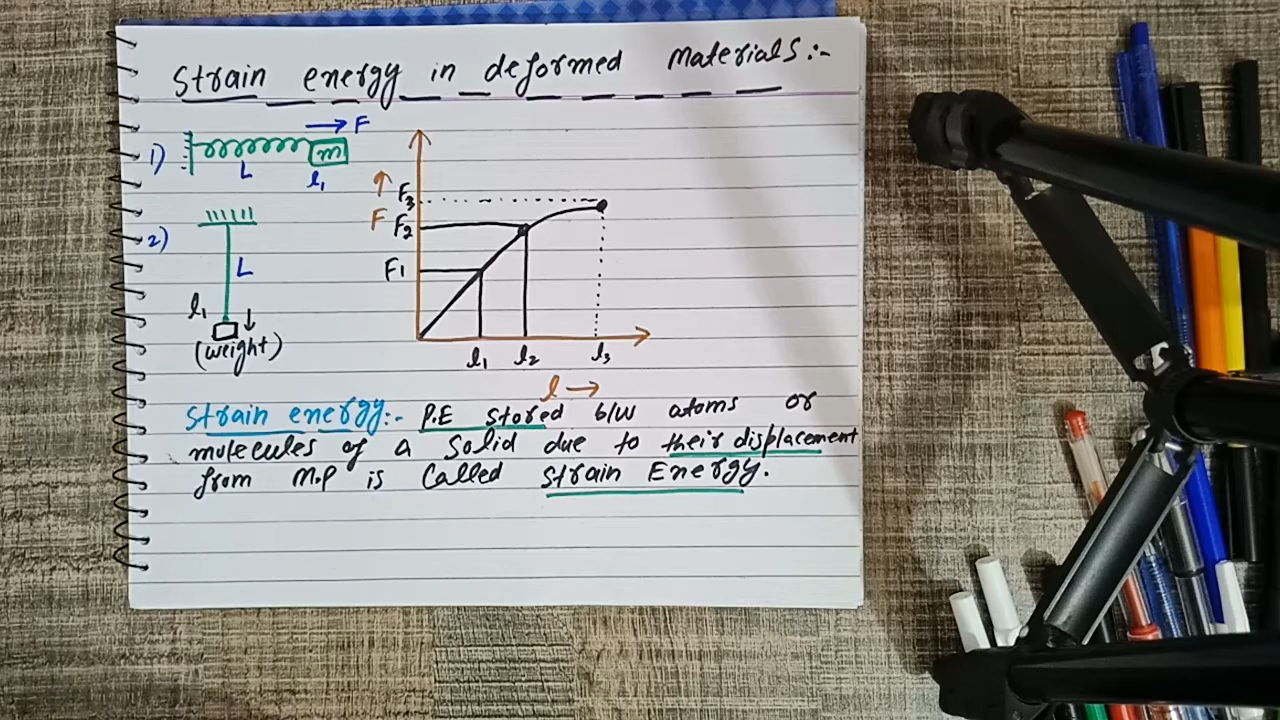 Strain energy in deformed Materials:-
1)
→ F
m
L
l₁
2)
L
l₁
(weight)
↑
F
F₃
F₂
F1
l₁ l₂ l₃
l →
Strain energy:- P.E stored b/w atoms or
molecules of a solid due to their displacement
from M.P is Called Strain Energy.